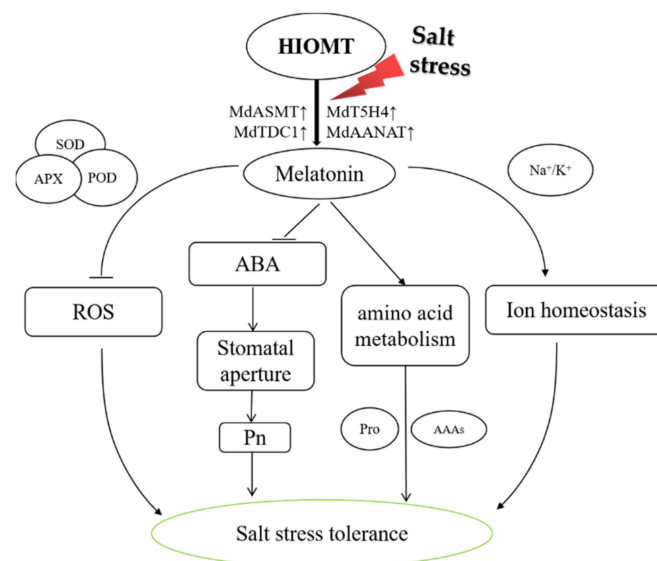 HIOMT
Salt
stress
MdASMT↑ MdT5H4↑
MdTDC1↑ MdAANAT↑
SOD
APX POD
Melatonin
Na⁺/K⁺
ABA
ROS
amino acid
metabolism
Ion homeostasis
Stomatal
aperture
Pn
Pro
AAAs
Salt stress tolerance